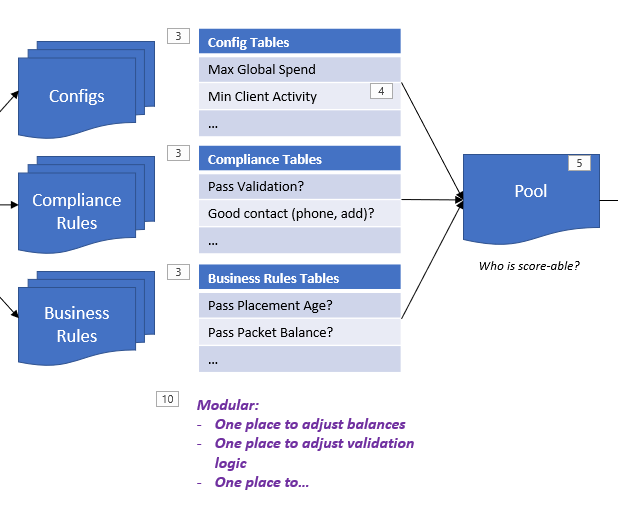 3
Config Tables
Max Global Spend
Min Client Activity
4
...
Configs
3
Compliance Tables
Pass Validation?
Good contact (phone, add)?
...
Compliance
Rules
5
Pool
Who is score-able?
3
Business Rules Tables
Pass Placement Age?
Pass Packet Balance?
...
Business
Rules
10
Modular:
- One place to adjust balances
- One place to adjust validation
logic
- One place to...